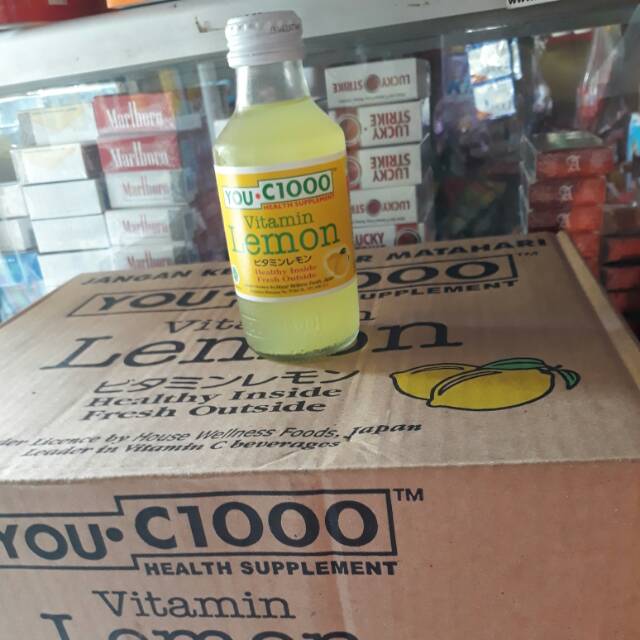 Marlboro
Marlboro
LUCKY
STRIKE
LUCKY
STRIKE
LUCKY
STRIKE
LUCKY
YOU·C1000
HEALTH SUPPLEMENT
Vitamin
Lemon
ビタミンレモン
Healthy Inside
Fresh Outside
JANGAN MATAHARI
YOU 1000™
SUPPLEMENT
Lemon
ビタミンレモン
Healthy Inside
Fresh Outside
Licence by House Wellness Foods, Japan
Leader in Vitamin C beverages.
YOU·C1000™
HEALTH SUPPLEMENT
Vitamin
Lemon